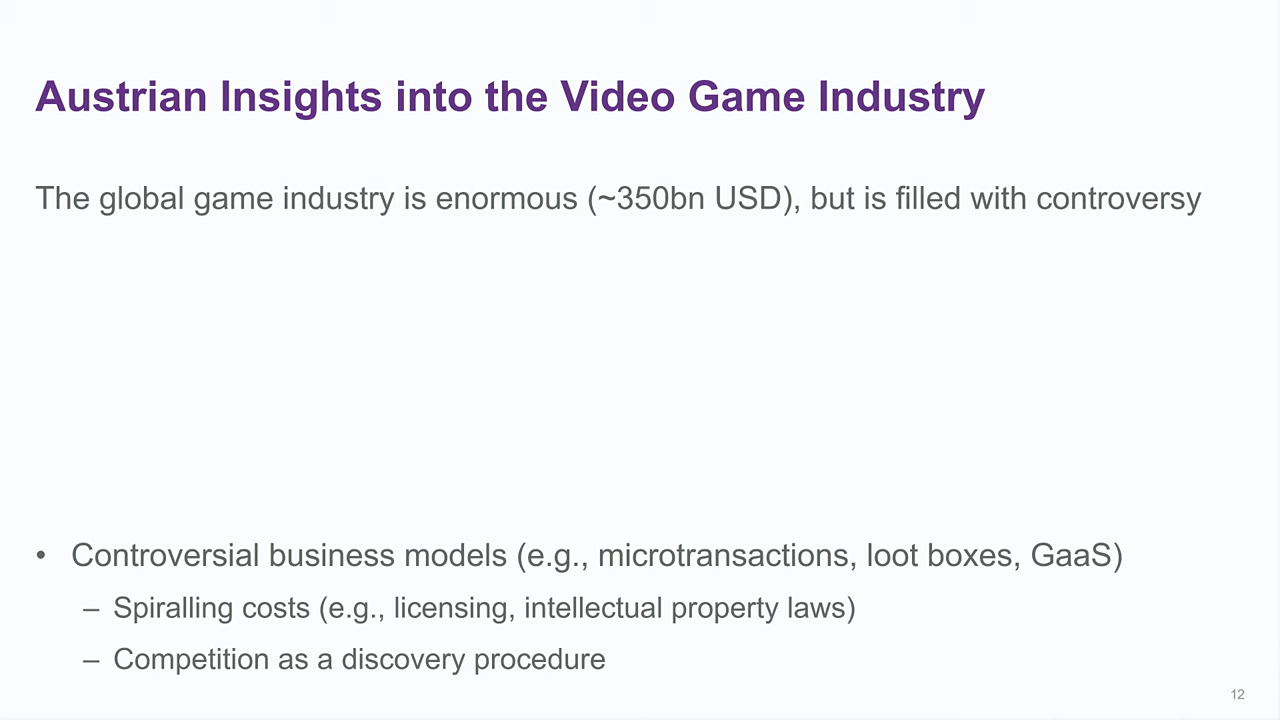 Austrian Insights into the Video Game Industry
The global game industry is enormous (~350bn USD), but is filled with controversy
• Controversial business models (e.g., microtransactions, loot boxes, GaaS)
– Spiralling costs (e.g., licensing, intellectual property laws)
– Competition as a discovery procedure
12